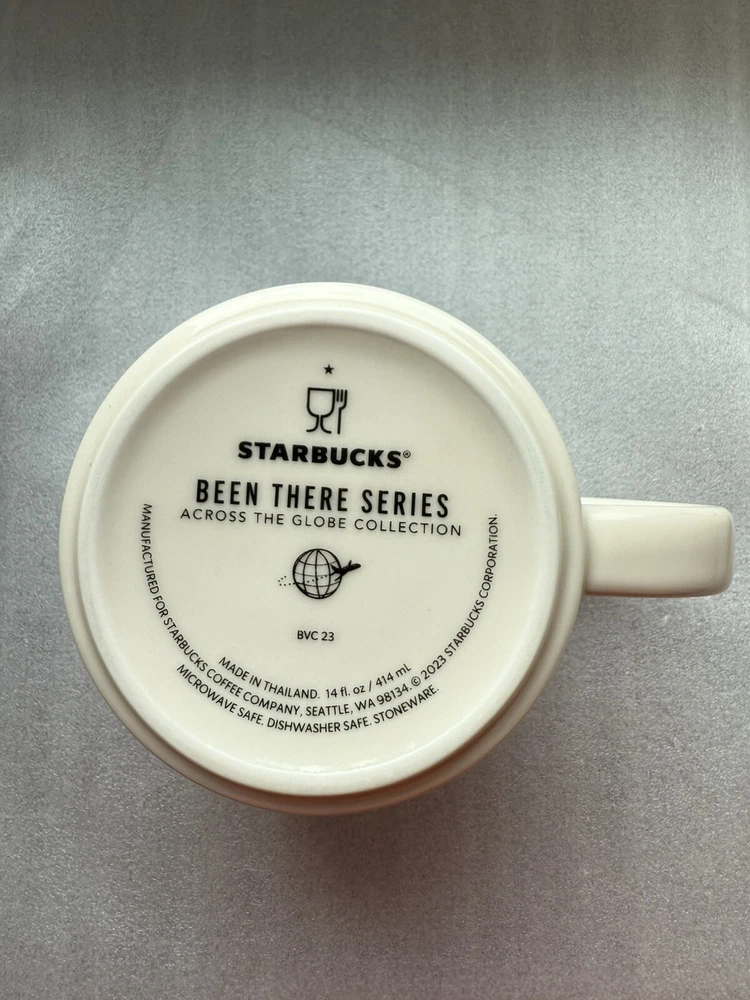 STARBUCKS®
BEEN THERE SERIES
ACROSS THE GLOBE COLLECTION
BVC 23
MADE IN THAILAND. 14 fl. oz / 414 mL
MANUFACTURED FOR STARBUCKS COFFEE COMPANY, SEATTLE, WA 98134. © 2023 STARBUCKS CORPORATION.
MICROWAVE SAFE. DISHWASHER SAFE. STONEWARE.